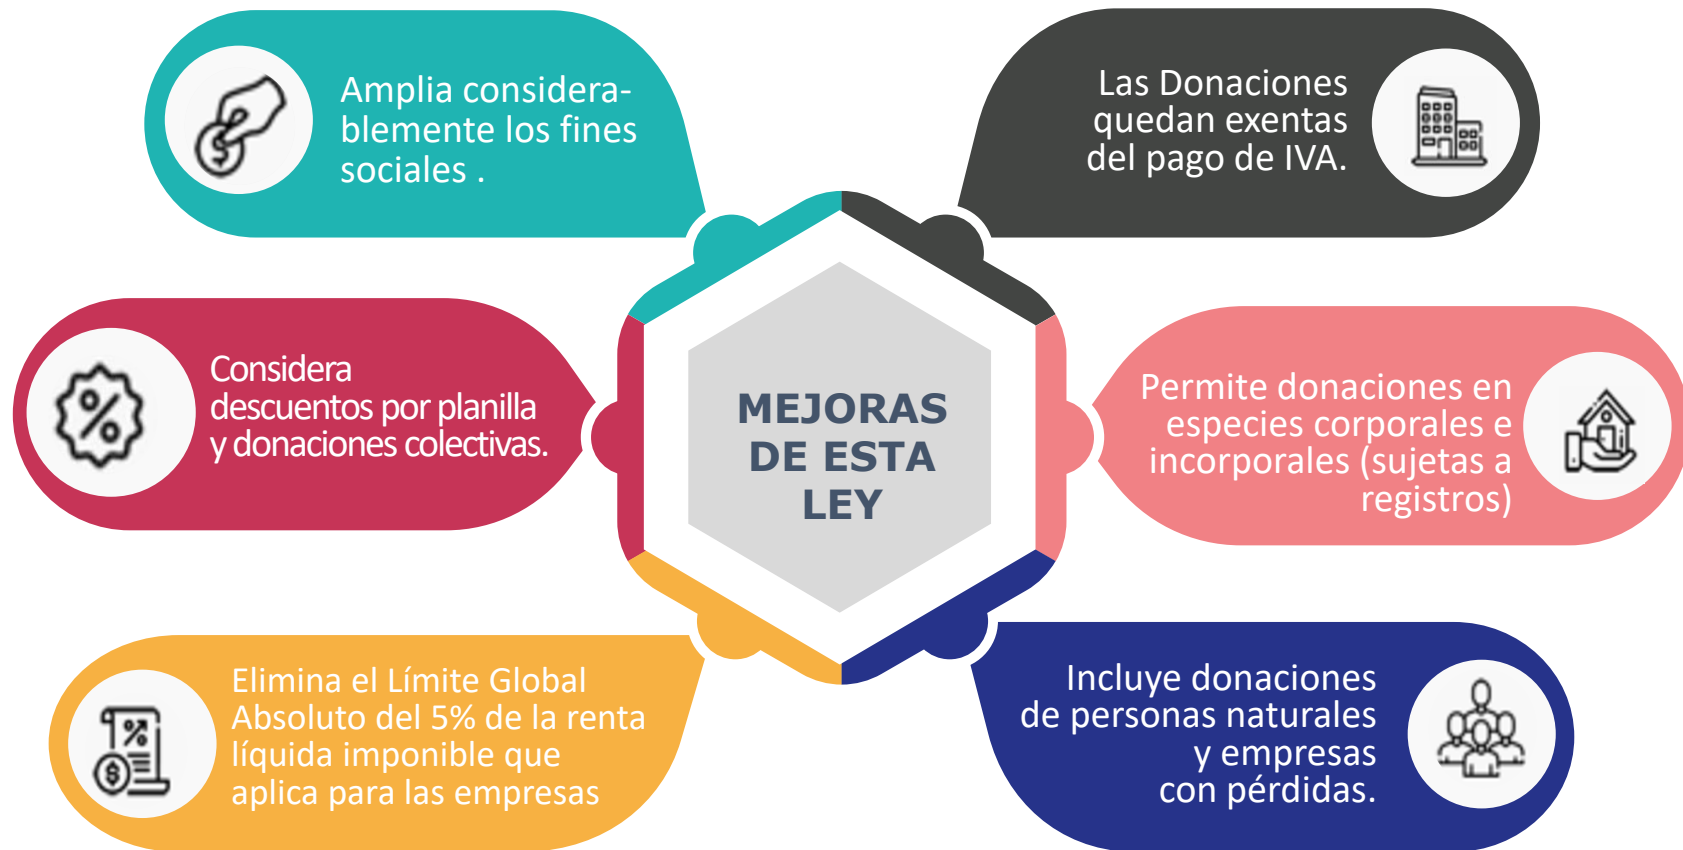 Amplia considera-
blemente los fines
sociales .
Las Donaciones
quedan exentas
del pago de IVA.
Considera
descuentos por planilla
y donaciones colectivas.
MEJORAS
DE ESTA
LEY
Permite donaciones en
especies corporales e
incorporales (sujetas a
registros)
Elimina el Límite Global
Absoluto del 5% de la renta
líquida imponible que
aplica para las empresas
Incluye donaciones
de personas naturales
y empresas
con pérdidas.